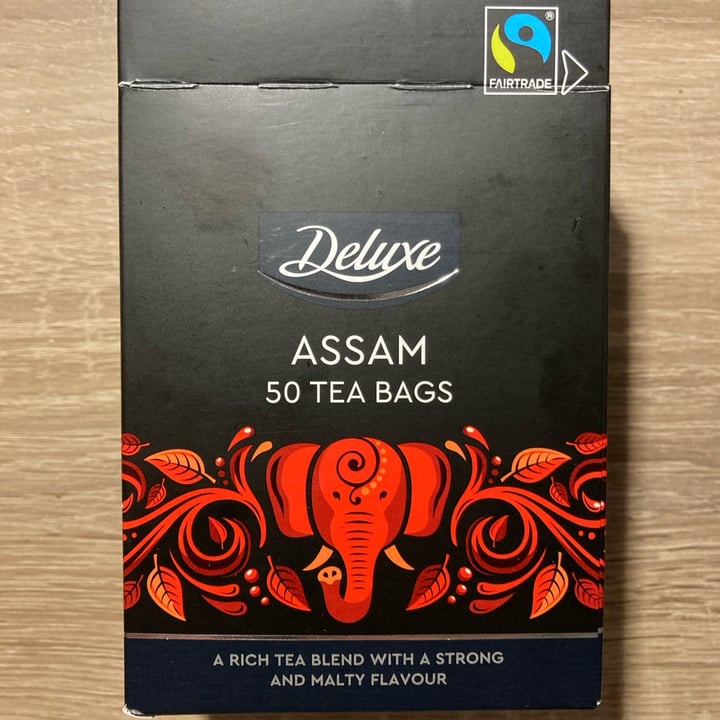 FAIRTRADE
®
Deluxe
ASSAM
50 TEA BAGS
A RICH TEA BLEND WITH A STRONG
AND MALTY FLAVOUR